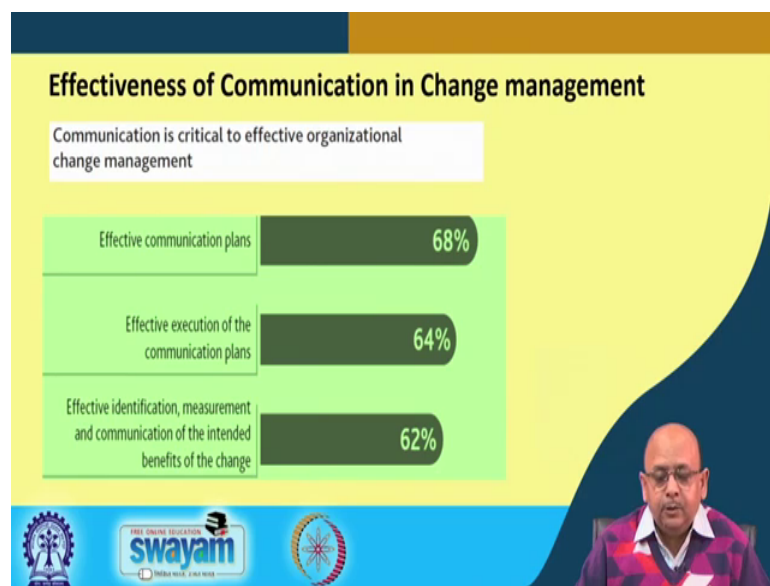 Effectiveness of Communication in Change management
Communication is critical to effective organizational
change management
Effective communication plans
68%
Effective execution of the
communication plans
64%
Effective identification, measurement
and communication of the intended
benefits of the change
62%
FREE ONLINE EDUCATION
swayam